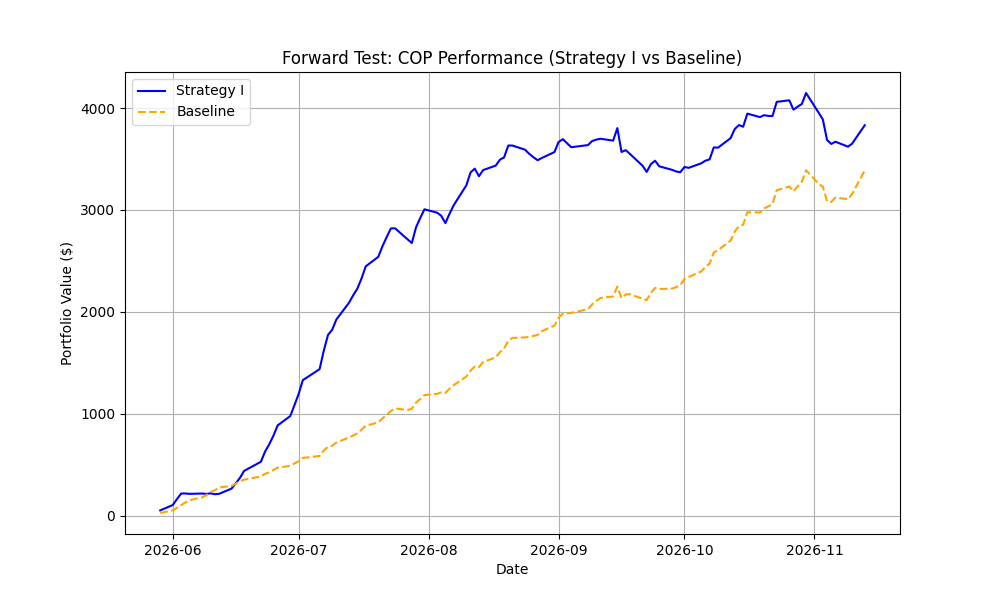 Forward Test: COP Performance (Strategy I vs Baseline)
Strategy I
Baseline
Portfolio Value ($)
4000
3000
2000
1000
0
2026-06 2026-07 2026-08 2026-09 2026-10 2026-11
Date